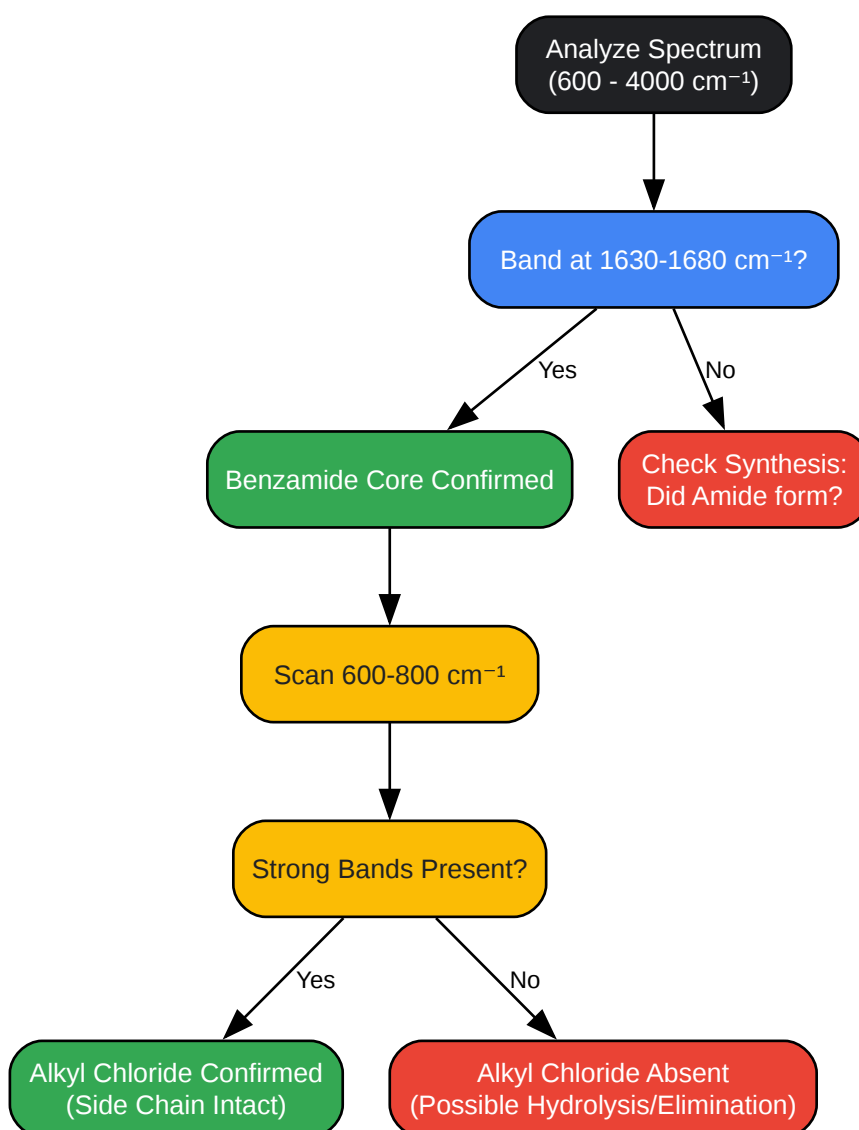 Analyze Spectrum
(600 - 4000 cm⁻¹)
Band at 1630-1680 cm⁻¹?
Yes
No
Benzamide Core Confirmed
Check Synthesis:
Did Amide form?
Scan 600-800 cm⁻¹
Strong Bands Present?
Yes
No
Alkyl Chloride Confirmed
(Side Chain Intact)
Alkyl Chloride Absent
(Possible Hydrolysis/Elimination)